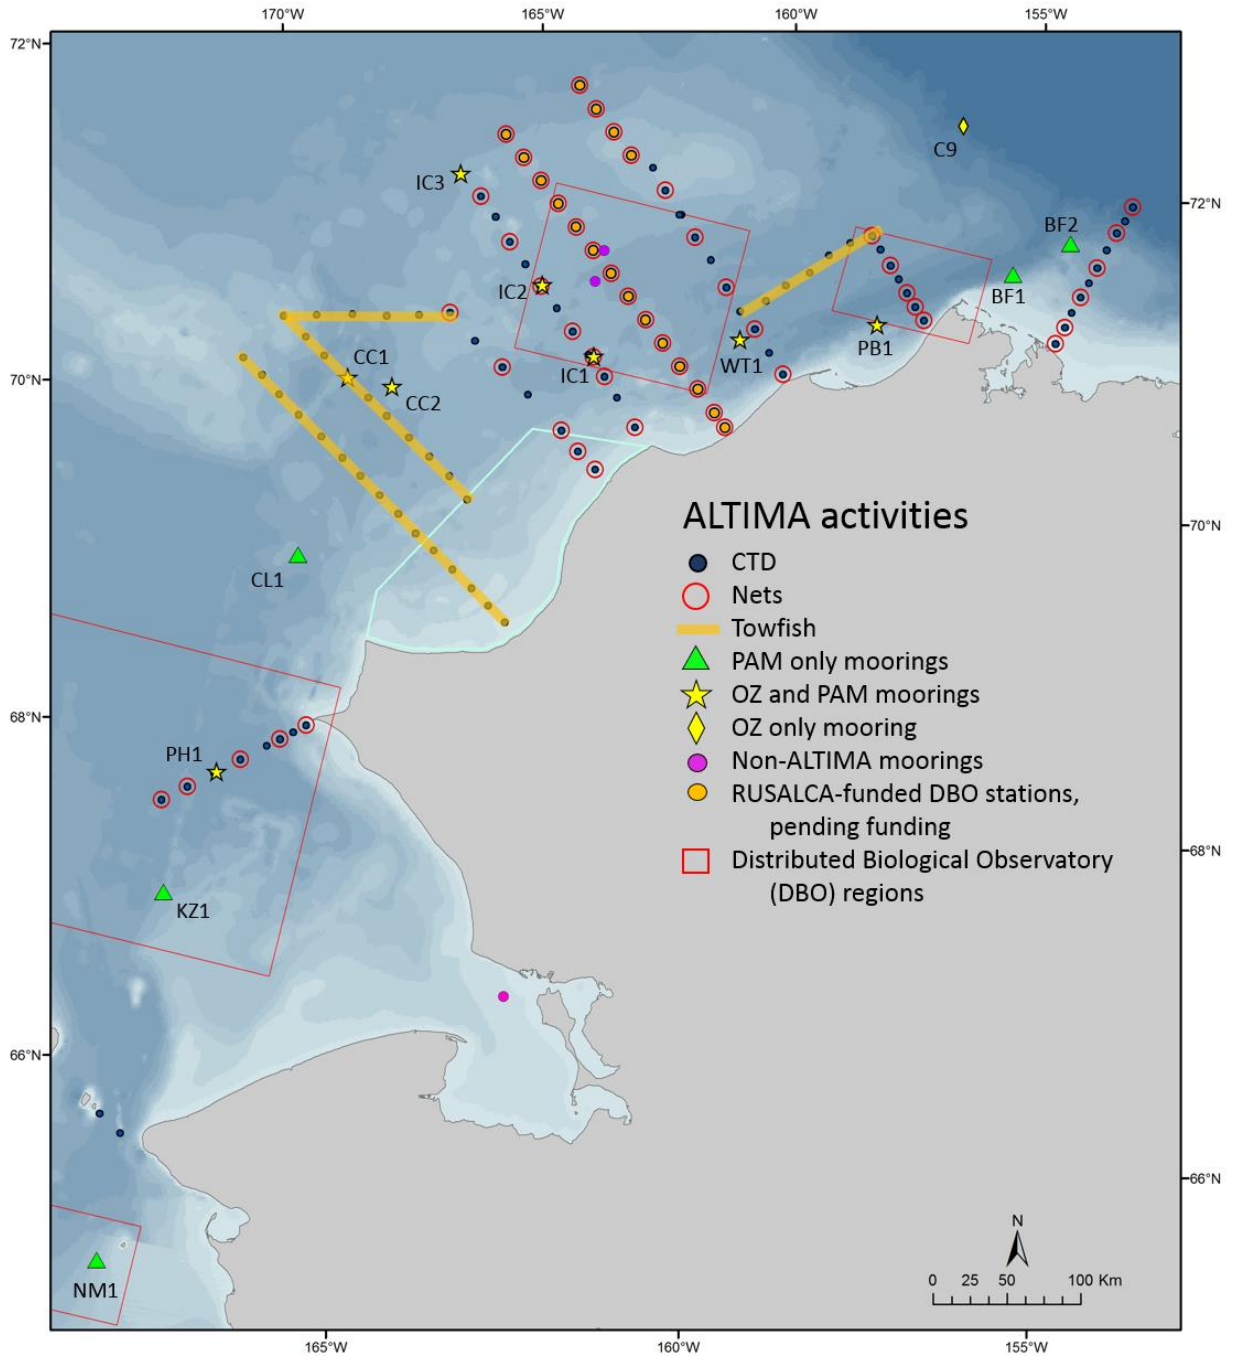 170°W 165°W 160°W 155°W
72°N
C9
IC3
72°N
BF2
IC2
BF1
PB1
CC1
WT1
IC1
70°N
70°N
CC2
ALTIMA activities
70°N
CTD
CL1
Nets
Towfish
PAM only moorings
OZ and PAM moorings
68°N
OZ only mooring
PH1
Non-ALTIMA moorings
RUSALCA-funded DBO stations,
pending funding
68°N
Distributed Biological Observatory
(DBO) regions
KZ1
66°N
66°N
N
0 25 50 100 Km
NM1
165°W 160°W 155°W